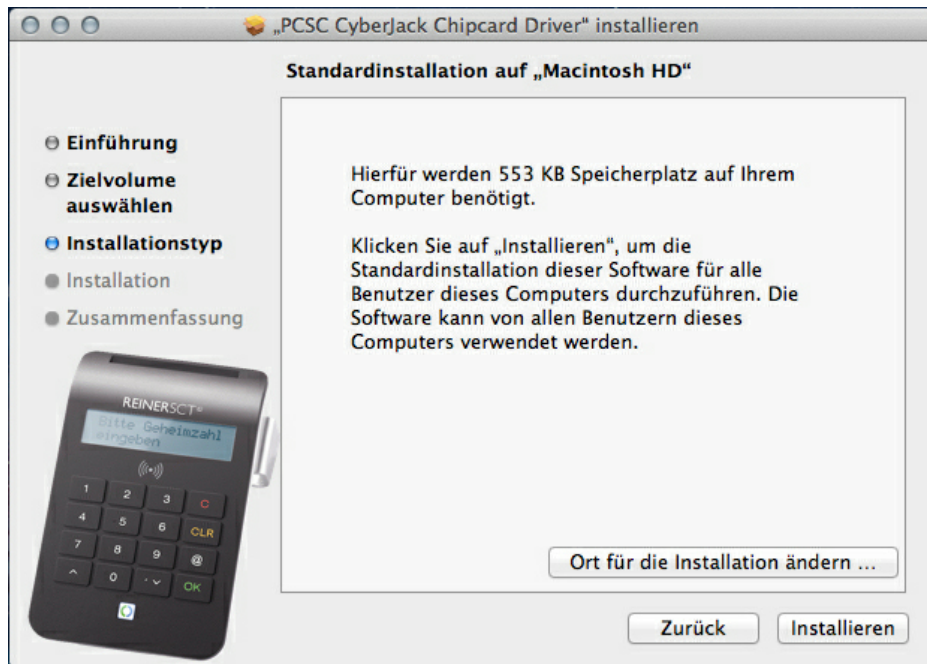 „PCSC CyberJack Chipcard Driver“ installieren
Standardinstallation auf „Macintosh HD“
Einführung
Zielvolume
auswählen
Installationstyp
Installation
Zusammenfassung
Hierfür werden 553 KB Speicherplatz auf Ihrem
Computer benötigt.
Klicken Sie auf „Installieren“, um die
Standardinstallation dieser Software für alle
Benutzer dieses Computers durchzuführen. Die
Software kann von allen Benutzern dieses
Computers verwendet werden.
REINERSCT®
Bitte Geheimzahl
eingeben
1 2 3 C
4 5 6 CLR
7 8 9 @
^ 0 . OK
Ort für die Installation ändern ...
Zurück Installieren